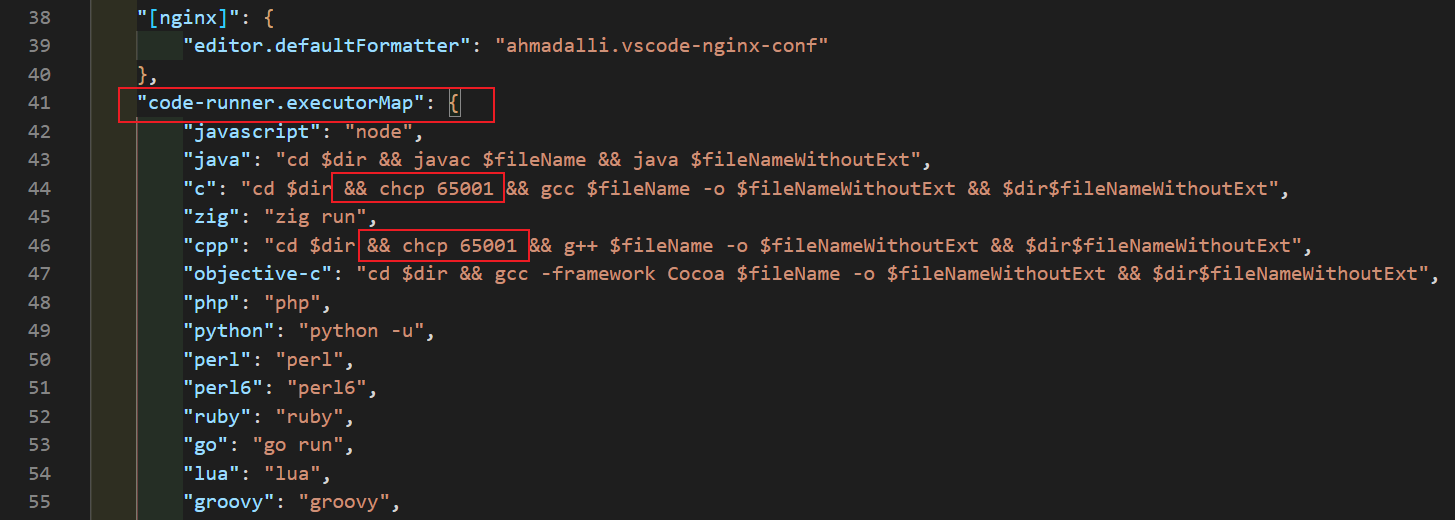 38 "[nginx]": {
39 "editor.defaultFormatter": "ahmadalli.vscode-nginx-conf"
40 },
41 "code-runner.executorMap": {
42 "javascript": "node",
43 "java": "cd $dir && javac $fileName && java $fileNameWithoutExt",
44 "c": "cd $dir && chcp 65001 && gcc $fileName -o $fileNameWithoutExt && $dir$fileNameWithoutExt",
45 "zig": "zig run",
46 "cpp": "cd $dir && chcp 65001 && g++ $fileName -o $fileNameWithoutExt && $dir$fileNameWithoutExt",
47 "objective-c": "cd $dir && gcc -framework Cocoa $fileName -o $fileNameWithoutExt && $dir$fileNameWithoutExt",
48 "php": "php",
49 "python": "python -u",
50 "perl": "perl",
51 "perl6": "perl6",
52 "ruby": "ruby",
53 "go": "go run",
54 "lua": "lua",
55 "groovy": "groovy",